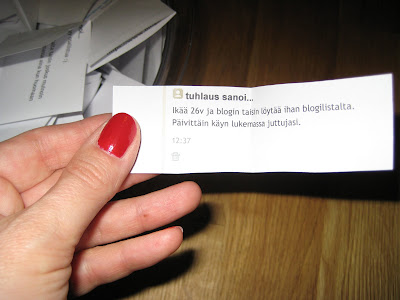 tuhlaus sanoi...
Ikää 26v ja blogin taisin löytää ihan blogilistalta.
Päivittäin käyn lukemassa juttujasi.
12:37